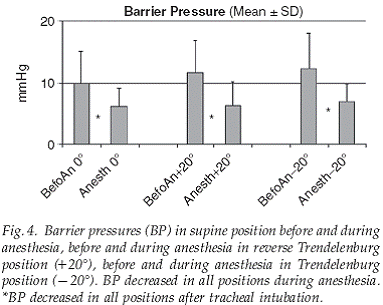 Barrier Pressure (Mean ± SD)
20
10
0
mmHg
*
*
*
BefoAn 0°
Anesth 0°
BefoAn+20°
Anesth+20°
BefoAn–20°
Anesth–20°
Fig. 4. Barrier pressures (BP) in supine position before and during
anesthesia, before and during anesthesia in reverse Trendelenburg
position (+20°), before and during anesthesia in Trendelenburg
position (−20°). BP decreased in all positions during anesthesia.
*BP decreased in all positions after tracheal intubation.